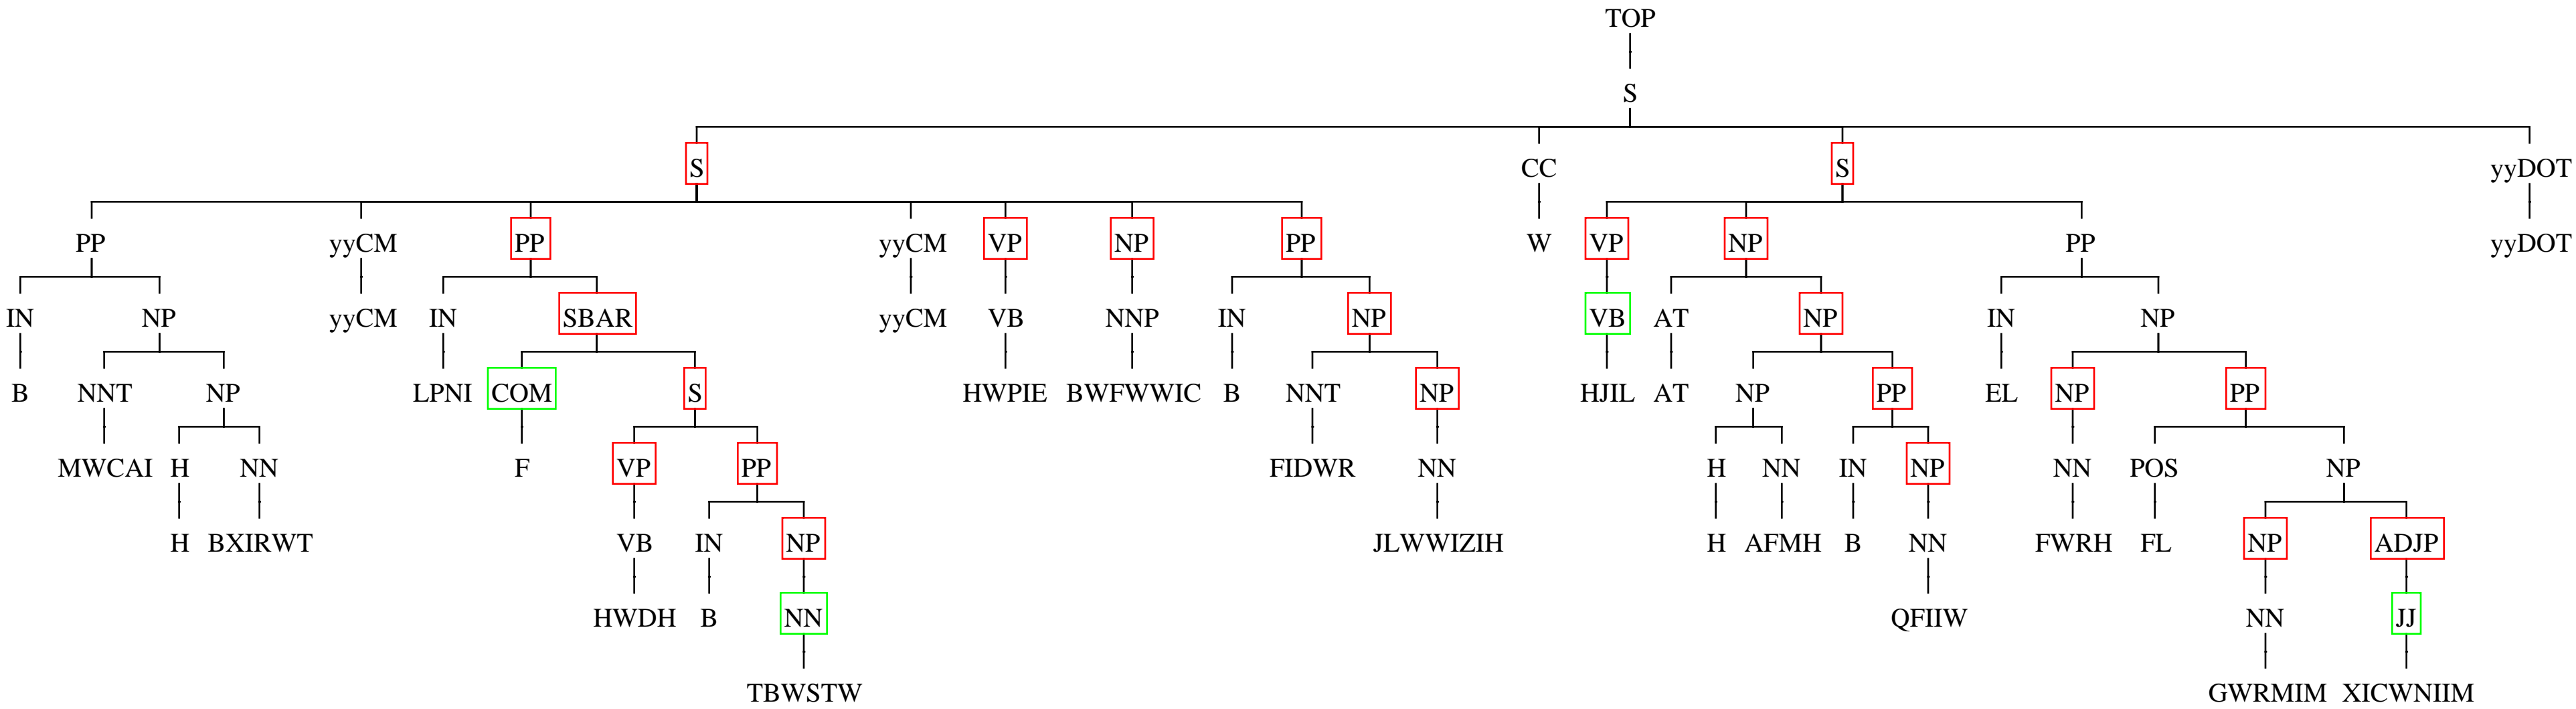 TOP
S
S CC S yyDOT
PP yyCM PP yyCM VP NP PP W VP NP PP yyDOT
IN NP yyCM IN SBAR yyCM VB NNP IN NP VB AT NP IN NP
B NNT NP LPNI COM S HWPIE BWFWWIC B NNT NP HJIL AT NP PP EL NP PP
MWCAI H NN F VP PP FIDWR NN H NN IN NP NN POS NP
H BXIRWT VB IN NP JLWWIZIH H AFMH B NN FWRH FL NP ADJP
HWDH B NN QFIIW NN JJ
TBWSTW GWRMIM XICWNIIM